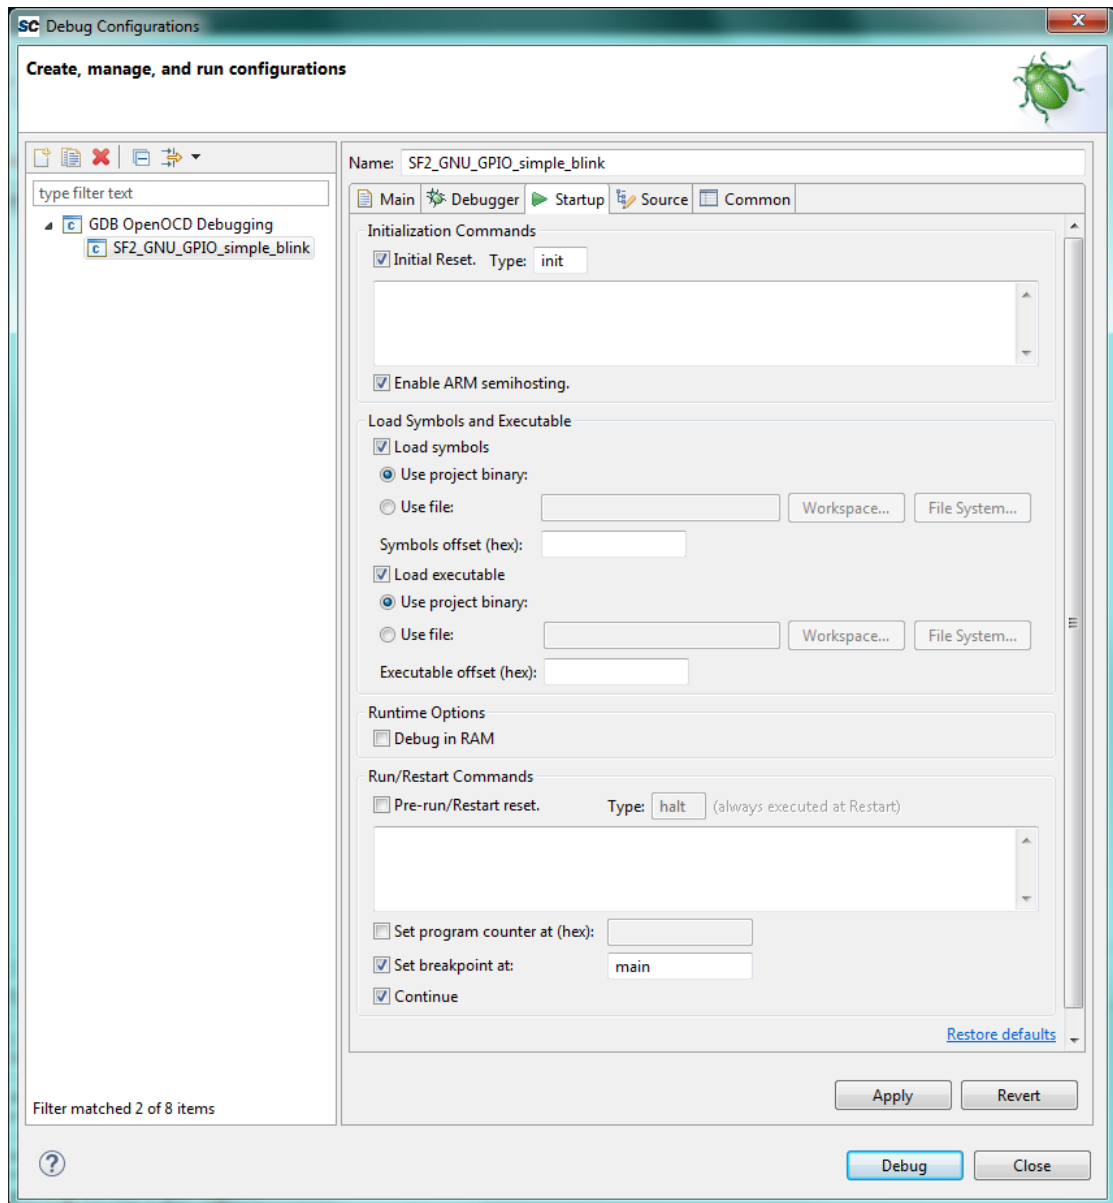 SC Debug Configurations
Create, manage, and run configurations
type filter text
GDB OpenOCD Debugging
SF2_GNU_GPIO_simple_blink
Filter matched 2 of 8 items
Name: SF2_GNU_GPIO_simple_blink
Main Debugger Startup Source Common
Initialization Commands
Initial Reset. Type: init
Enable ARM semihosting.
Load Symbols and Executable
Load symbols
Use project binary:
Use file: Workspace... File System...
Symbols offset (hex):
Load executable
Use project binary:
Use file: Workspace... File System...
Executable offset (hex):
Runtime Options
Debug in RAM
Run/Restart Commands
Pre-run/Restart reset. Type: halt (always executed at Restart)
Set program counter at (hex):
Set breakpoint at: main
Continue
Restore defaults
Apply Revert
Debug Close